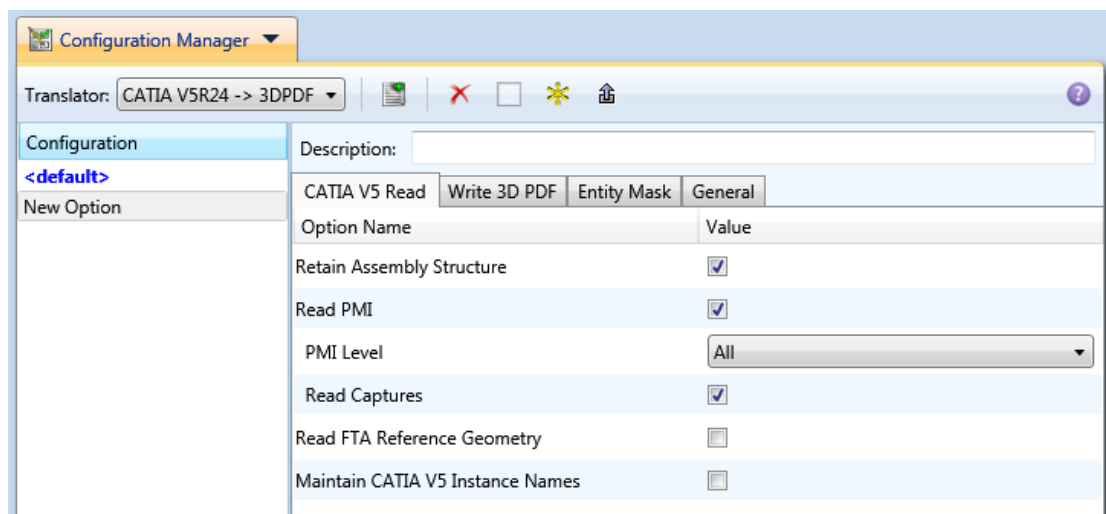 Configuration Manager
Translator: CATIA V5R24 -> 3DPDF
?
Configuration
Description:
<default>
CATIA V5 Read Write 3D PDF Entity Mask General
New Option
Option Name Value
Retain Assembly Structure
Read PMI
PMI Level All
Read Captures
Read FTA Reference Geometry
Maintain CATIA V5 Instance Names